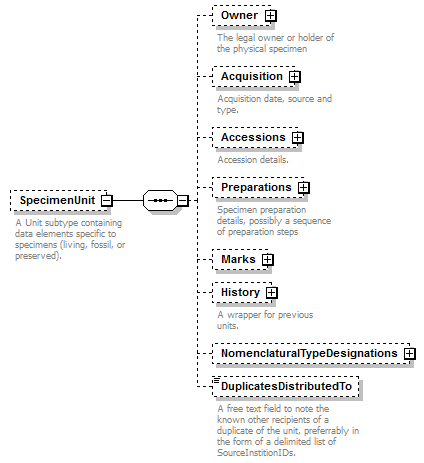 Owner
The legal owner or holder of
the physical specimen
Acquisition
Acquisition date, source and
type.
Accessions
Accession details.
Preparations
Specimen preparation
details, possibly a sequence
of preparation steps
SpecimenUnit
A Unit subtype containing
data elements specific to
specimens (living, fossil, or
preserved).
Marks
History
A wrapper for previous
units.
NomenclaturalTypeDesignations
DuplicatesDistributedTo
A free text field to note the
known other recipients of a
duplicate of the unit, preferrably in
the form of a delimited list of
SourceInstitionIDs.